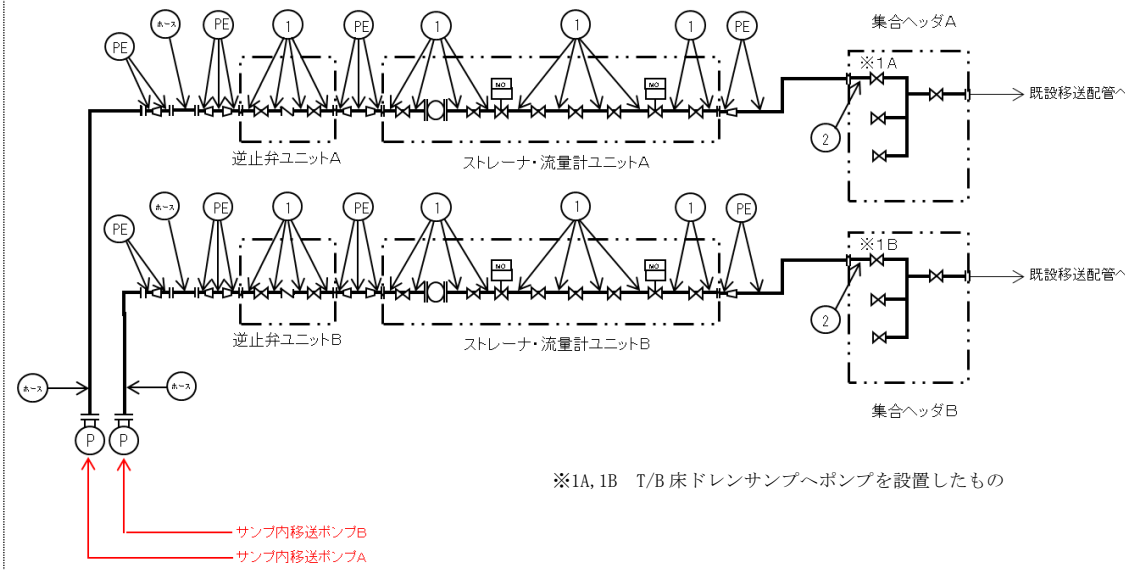 集合ヘッダA
PE
ホース
PE
1
PE
1
1
1
PE
MO
MO
※1A
既設移送配管へ
2
逆止弁ユニットA
ストレーナ・流量計ユニットA
PE
ホース
PE
1
PE
1
1
1
PE
MO
MO
※1B
既設移送配管へ
2
逆止弁ユニットB
ストレーナ・流量計ユニットB
ホース
ホース
集合ヘッダB
P
P
※1A,1B T/B床ドレンサンプへポンプを設置したもの
サンプ内移送ポンプB
サンプ内移送ポンプA